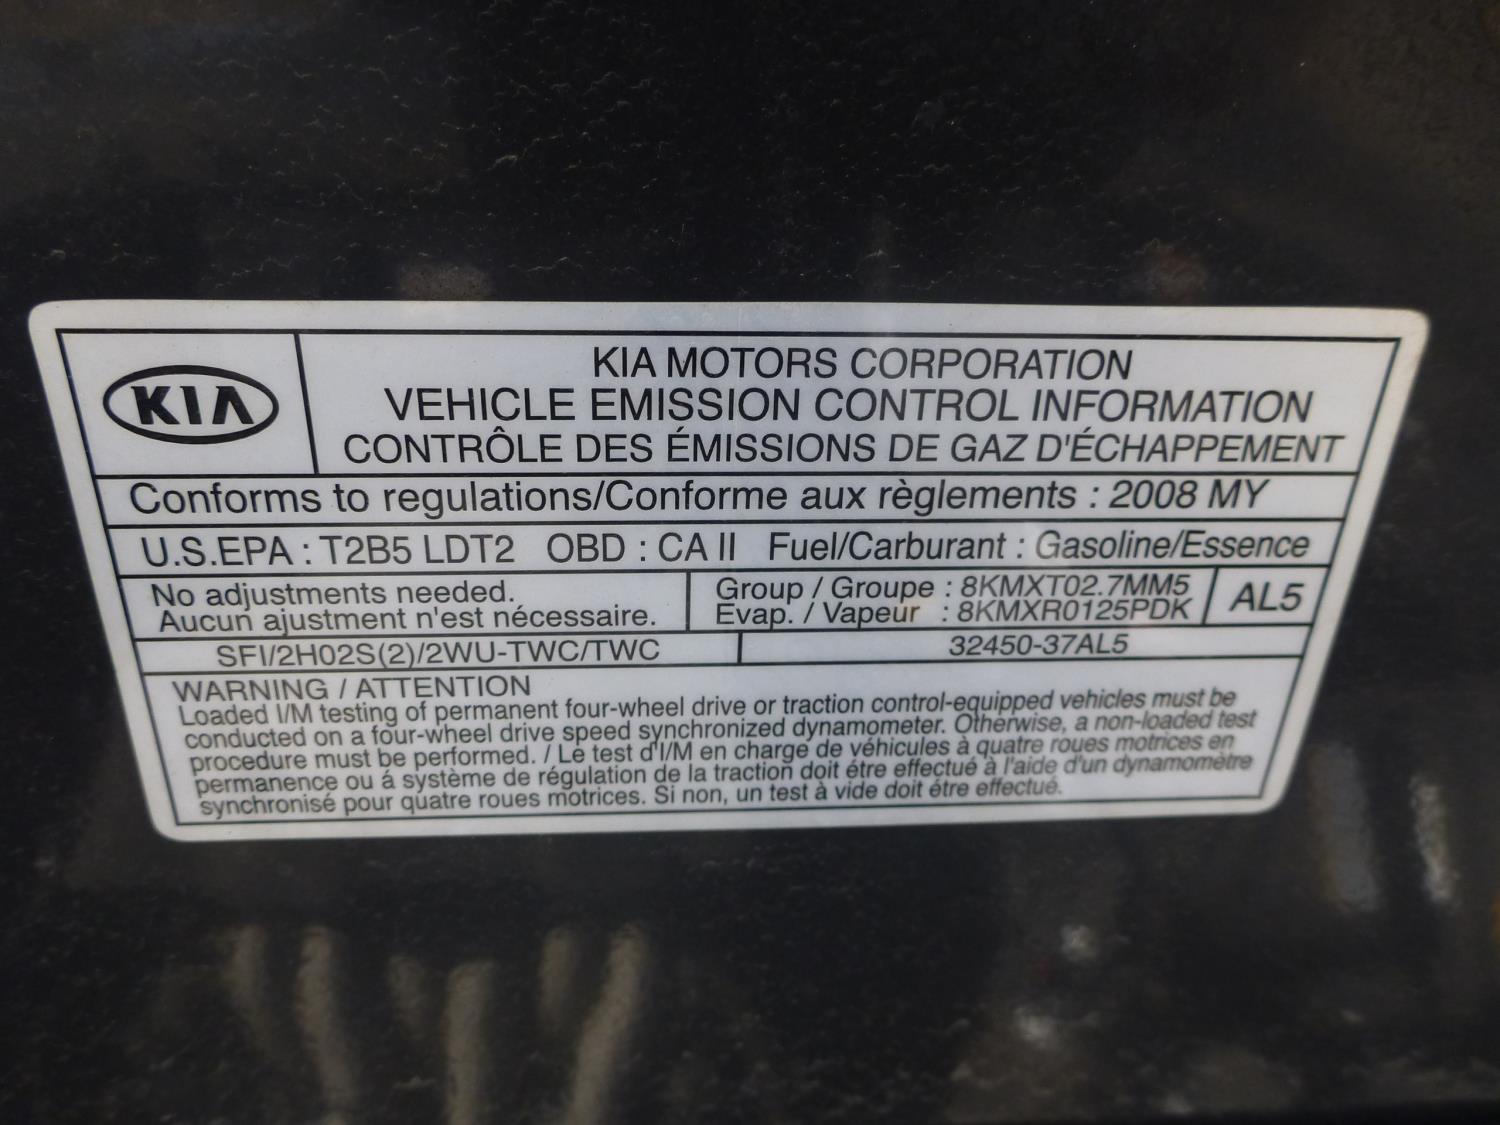 KIA
KIA MOTORS CORPORATION
VEHICLE EMISSION CONTROL INFORMATION
CONTRÔLE DES ÉMISSIONS DE GAZ D'ÉCHAPPEMENT
Conforms to regulations/Conforme aux règlements : 2008 MY
U.S.EPA : T2B5 LDT2 OBD : CA II Fuel/Carburant : Gasoline/Essence
No adjustments needed.
Aucun ajustment n'est nécessaire.
Group / Groupe : 8KMXT02.7MM5
Evap. / Vapeur : 8KMXR0125PDK
AL5
SFI/2H02S(2)/2WU-TWC/TWC
32450-37AL5
WARNING / ATTENTION
Loaded I/M testing of permanent four-wheel drive or traction control-equipped vehicles must be
conducted on a four-wheel drive speed synchronized dynamometer. Otherwise, a non-loaded test
procedure must be performed. / Le test d'I/M en charge de véhicules à quatre roues motrices en
permanence ou á système de régulation de la traction doit étre effectué à l'aide d'un dynamomètre
synchronisé pour quatre roues motrices. Si non, un test à vide doit étre effectué.